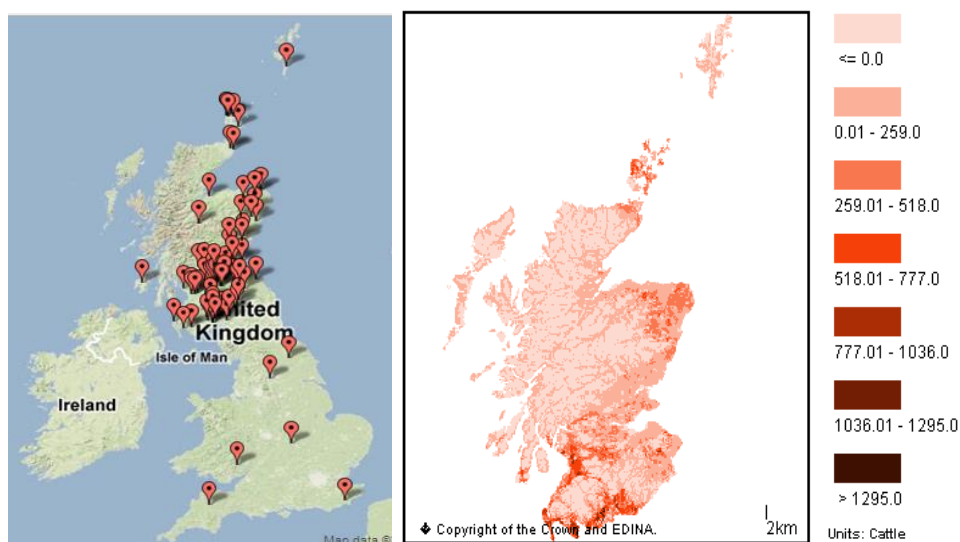 United
Kingdom
Isle of Man
Ireland
❖ Copyright of the Crown and EDINA.
2km
<= 0.0
0.01 - 259.0
259.01 - 518.0
518.01 - 777.0
777.01 - 1036.0
1036.01 - 1295.0
> 1295.0
Units: Cattle